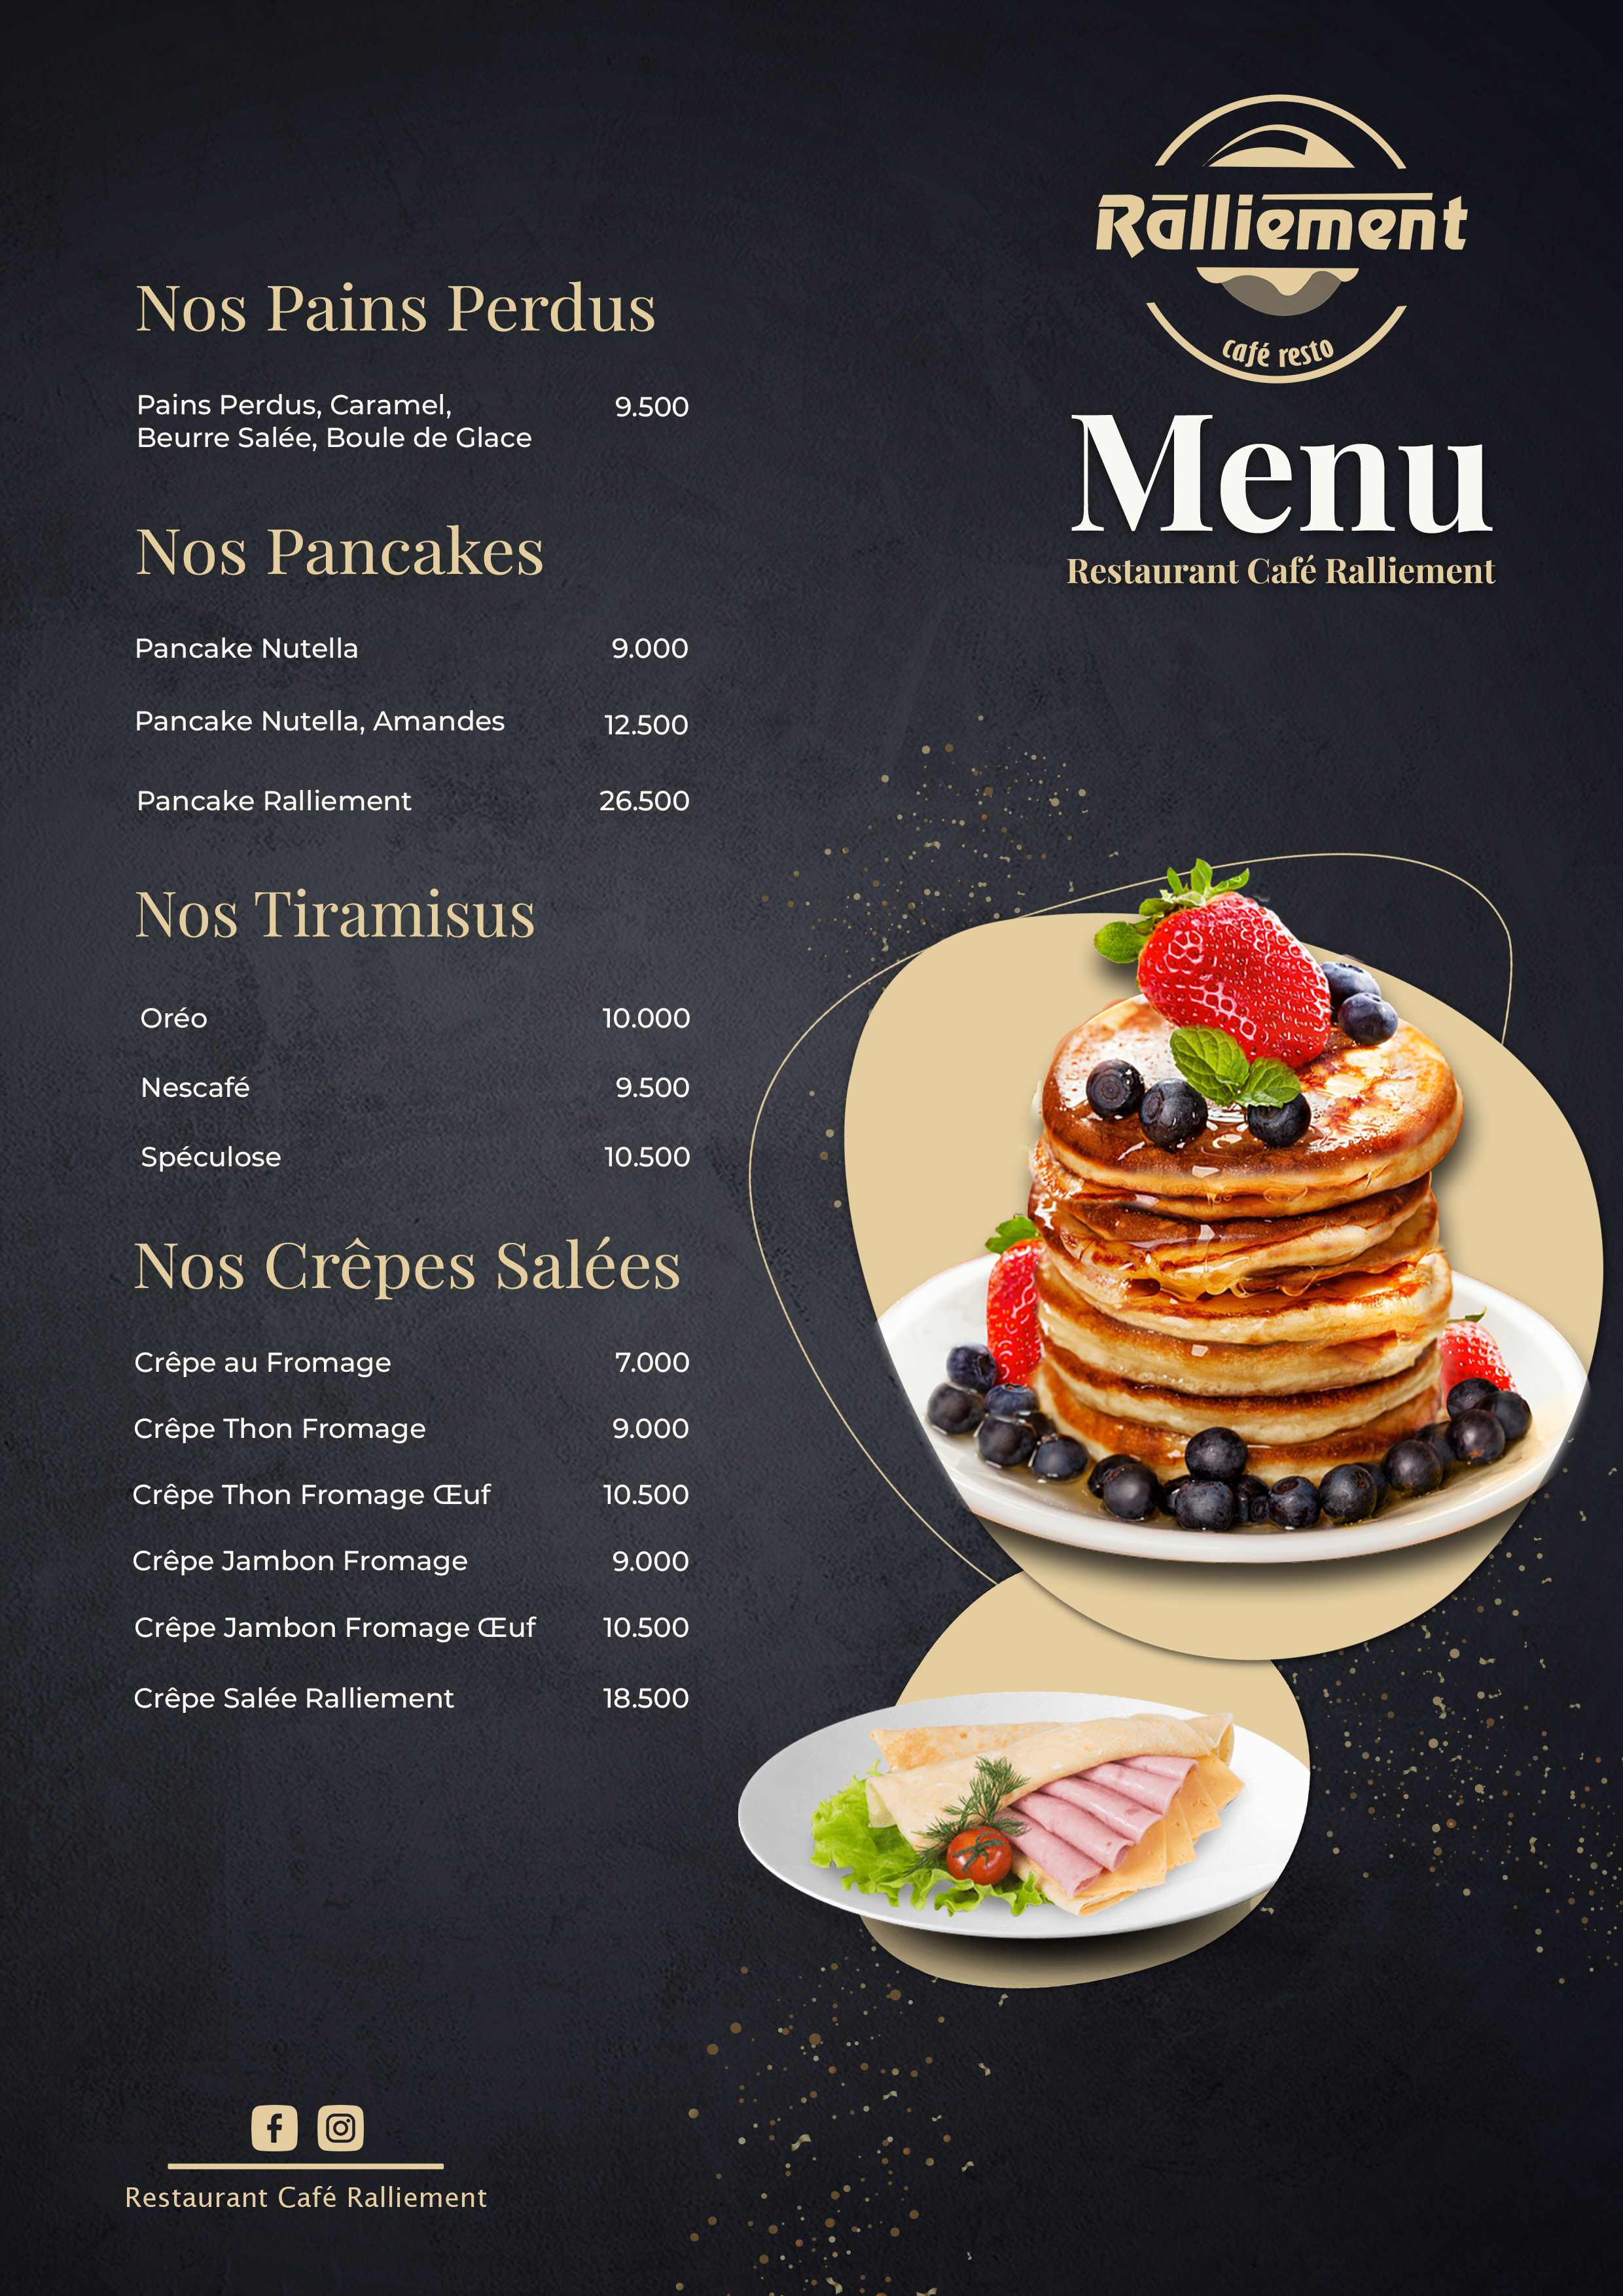 Ralliement
café resto
Menu
Restaurant Café Ralliement
Nos Pains Perdus
Pains Perdus, Caramel, 9.500
Beurre Salée, Boule de Glace
Nos Pancakes
Pancake Nutella 9.000
Pancake Nutella, Amandes 12.500
Pancake Ralliement 26.500
Nos Tiramisus
Oréo 10.000
Nescafé 9.500
Spéculose 10.500
Nos Crêpes Salées
Crêpe au Fromage 7.000
Crêpe Thon Fromage 9.000
Crêpe Thon Fromage Œuf 10.500
Crêpe Jambon Fromage 9.000
Crêpe Jambon Fromage Œuf 10.500
Crêpe Salée Ralliement 18.500
Restaurant Café Ralliement